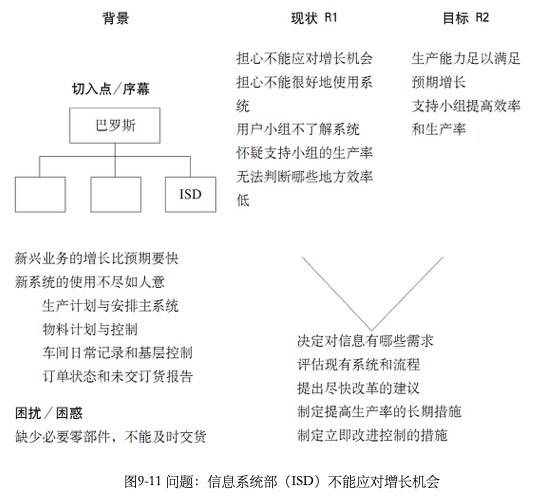 背景
现状 R1
目标 R2
切入点/序幕
巴罗斯
ISD
担心不能应对增长机会
担心不能很好地使用系
统
用户小组不了解系统
怀疑支持小组的生产率
无法判断哪些地方效率
低
生产能力足以满足
预期增长
支持小组提高效率
和生产率
新兴业务的增长比预期要快
新系统的使用不尽如人意
生产计划与安排主系统
物料计划与控制
车间日常记录和基层控制
订单状态和未交订货报告
困扰/困惑
缺少必要零部件，不能及时交货
决定对信息有哪些需求
评估现有系统和流程
提出尽快改革的建议
制定提高生产率的长期措施
制定立即改进控制的措施
图9-11 问题：信息系统部（ISD）不能应对增长机会